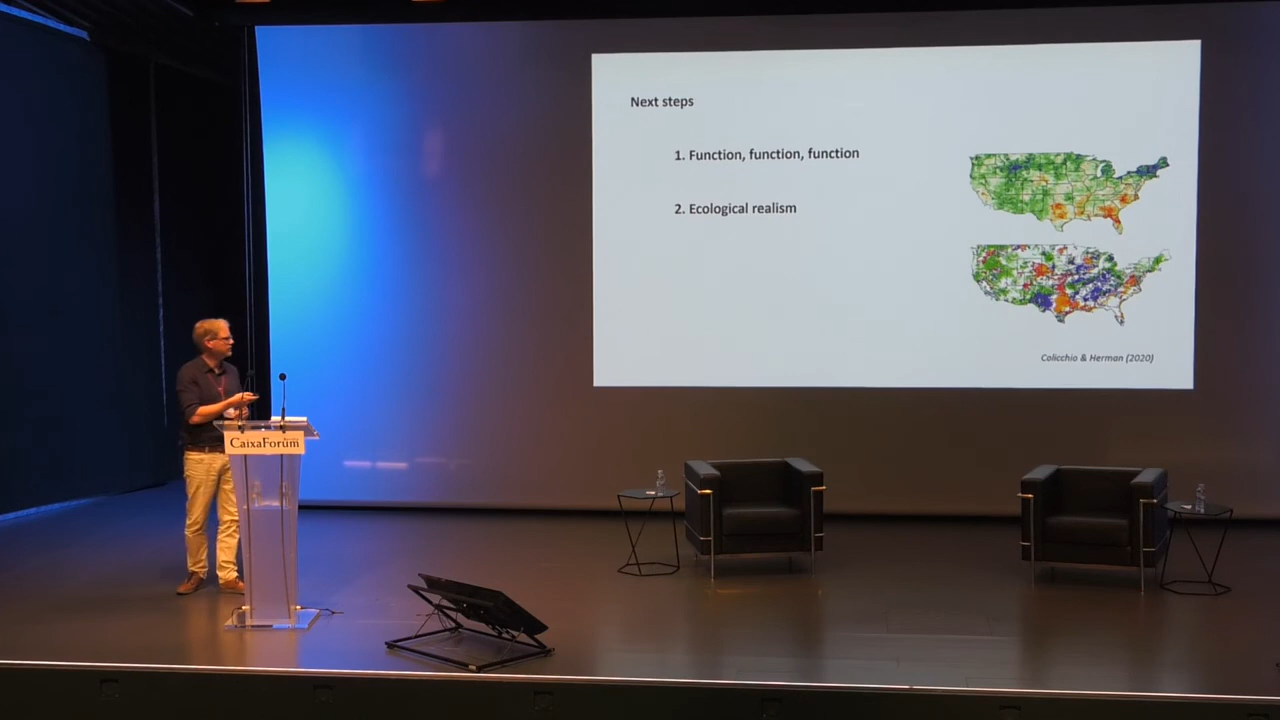 Next steps
1. Function, function, function
2. Ecological realism
Colicchio & Herman (2020)
CaixaForum